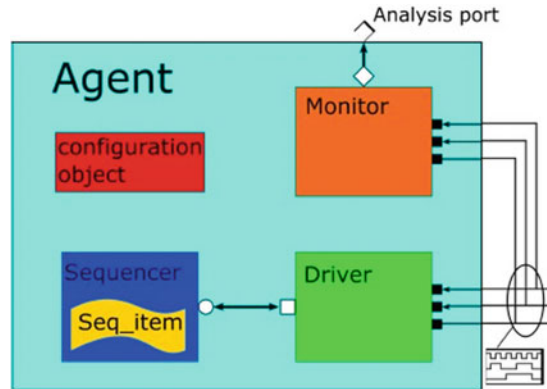 Analysis port
Agent
Monitor
configuration
object
Sequencer
Seq_item
Driver